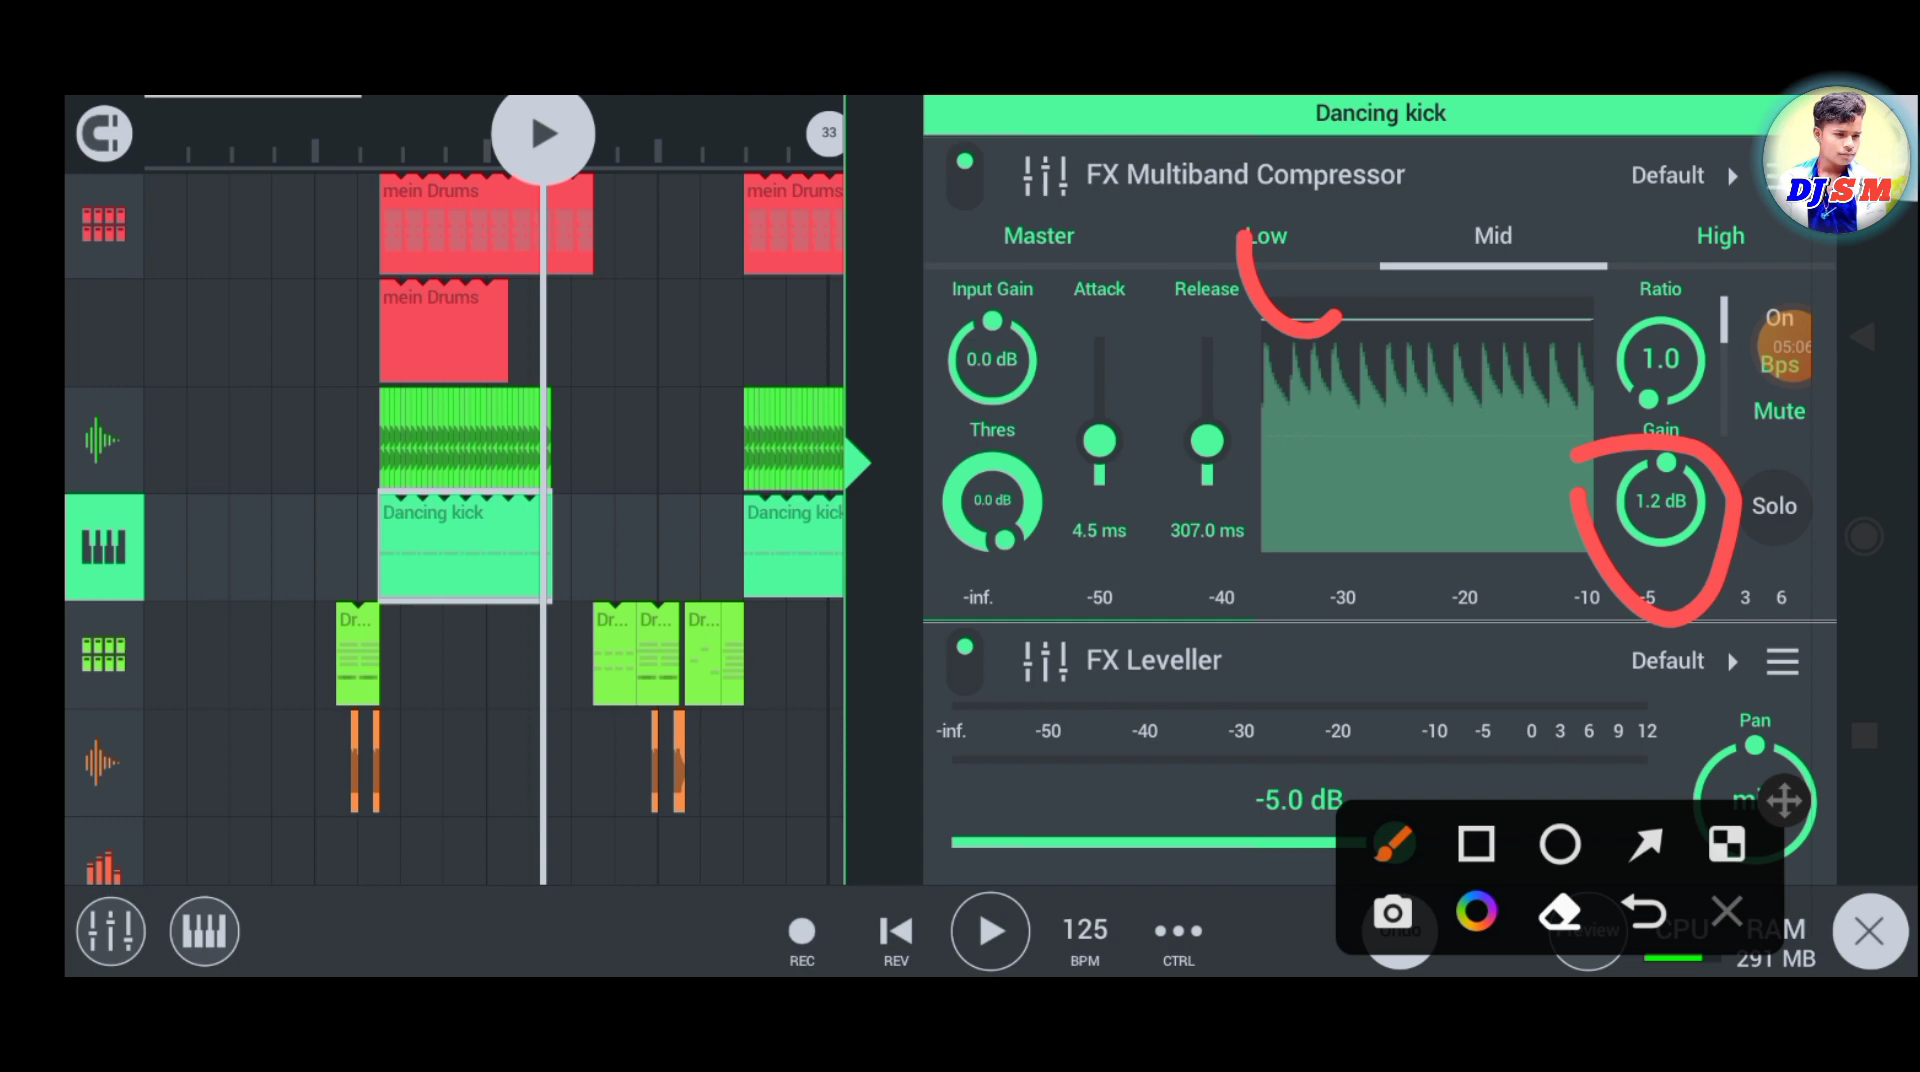 33
Dancing kick
mein Drums
mein Drums
FX Multiband Compressor
Default
DJ S M
Master
Low
Mid
High
mein Drums
Input Gain
Attack
Release
Ratio
On
0.0 dB
1.0
05:06
Bps
Mute
Thres
Gain
0.0 dB
1.2 dB
Solo
Dancing kick
Dancing kick
4.5 ms
307.0 ms
-inf.
-50
-40
-30
-20
-10
-5
3
6
Dr...
Dr...
Dr...
Dr...
FX Leveller
Default
Pan
-inf.
-50
-40
-30
-20
-10
-5
0
3
6
9
12
-5.0 dB
125
BPM
REC
REV
CTRL
CPU
RAM
291 MB